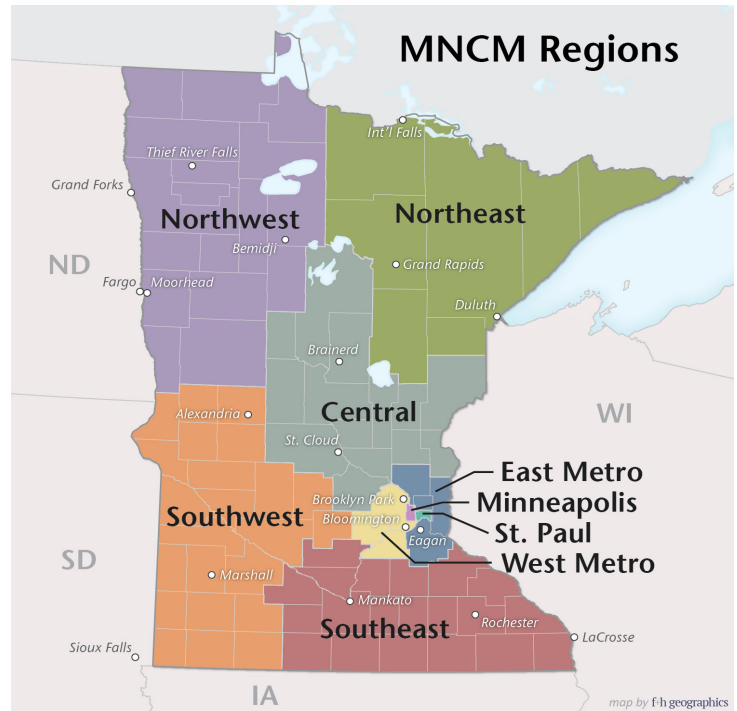 MNCM Regions
Int'l Falls
Thief River Falls
Grand Forks
Northwest
Northeast
Bemidji
Grand Rapids
ND
Fargo
Moorhead
Duluth
Brainerd
Alexandria
Central
WI
St. Cloud
East Metro
Brooklyn Park
Minneapolis
Southwest
Bloomington
St. Paul
Eagan
West Metro
SD
Marshall
Mankato
Southeast
Rochester
LaCrosse
Sioux Falls
IA
map by f+h geographics